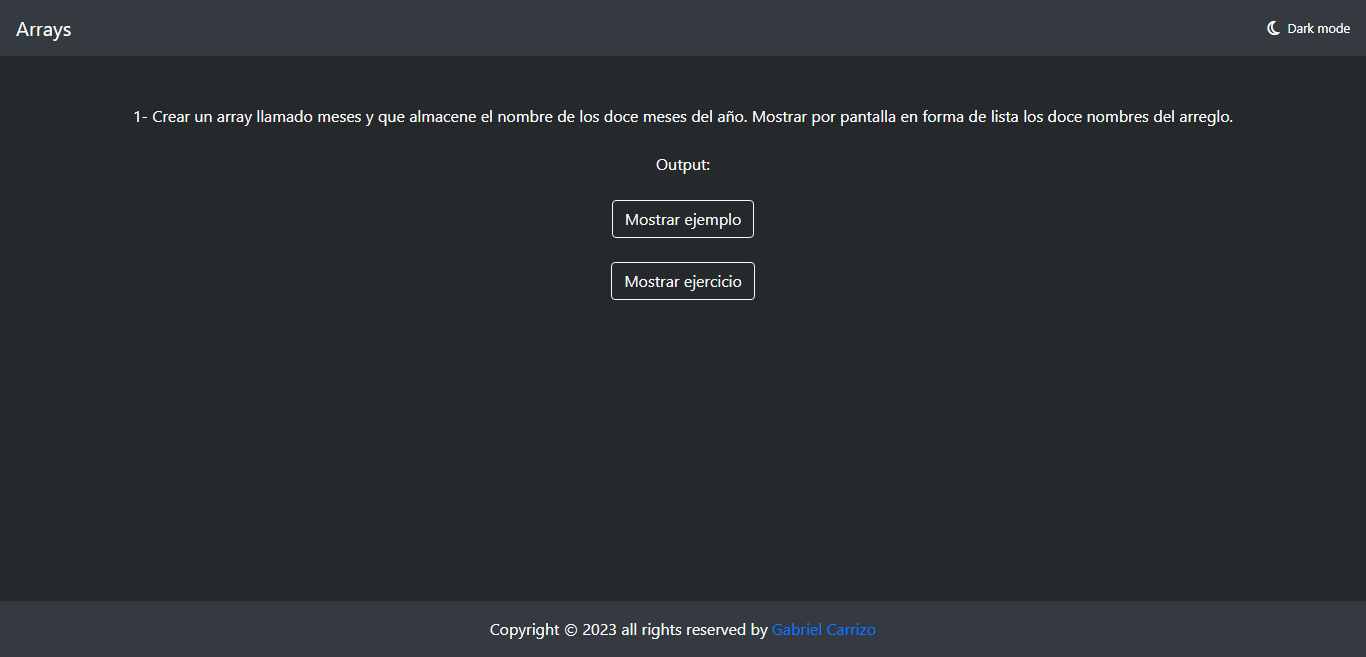 Arrays
Dark mode
1- Crear un array llamado meses y que almacene el nombre de los doce meses del año. Mostrar por pantalla en forma de lista los doce nombres del arreglo.
Output:
Mostrar ejemplo
Mostrar ejercicio
Copyright © 2023 all rights reserved by Gabriel Carrizo